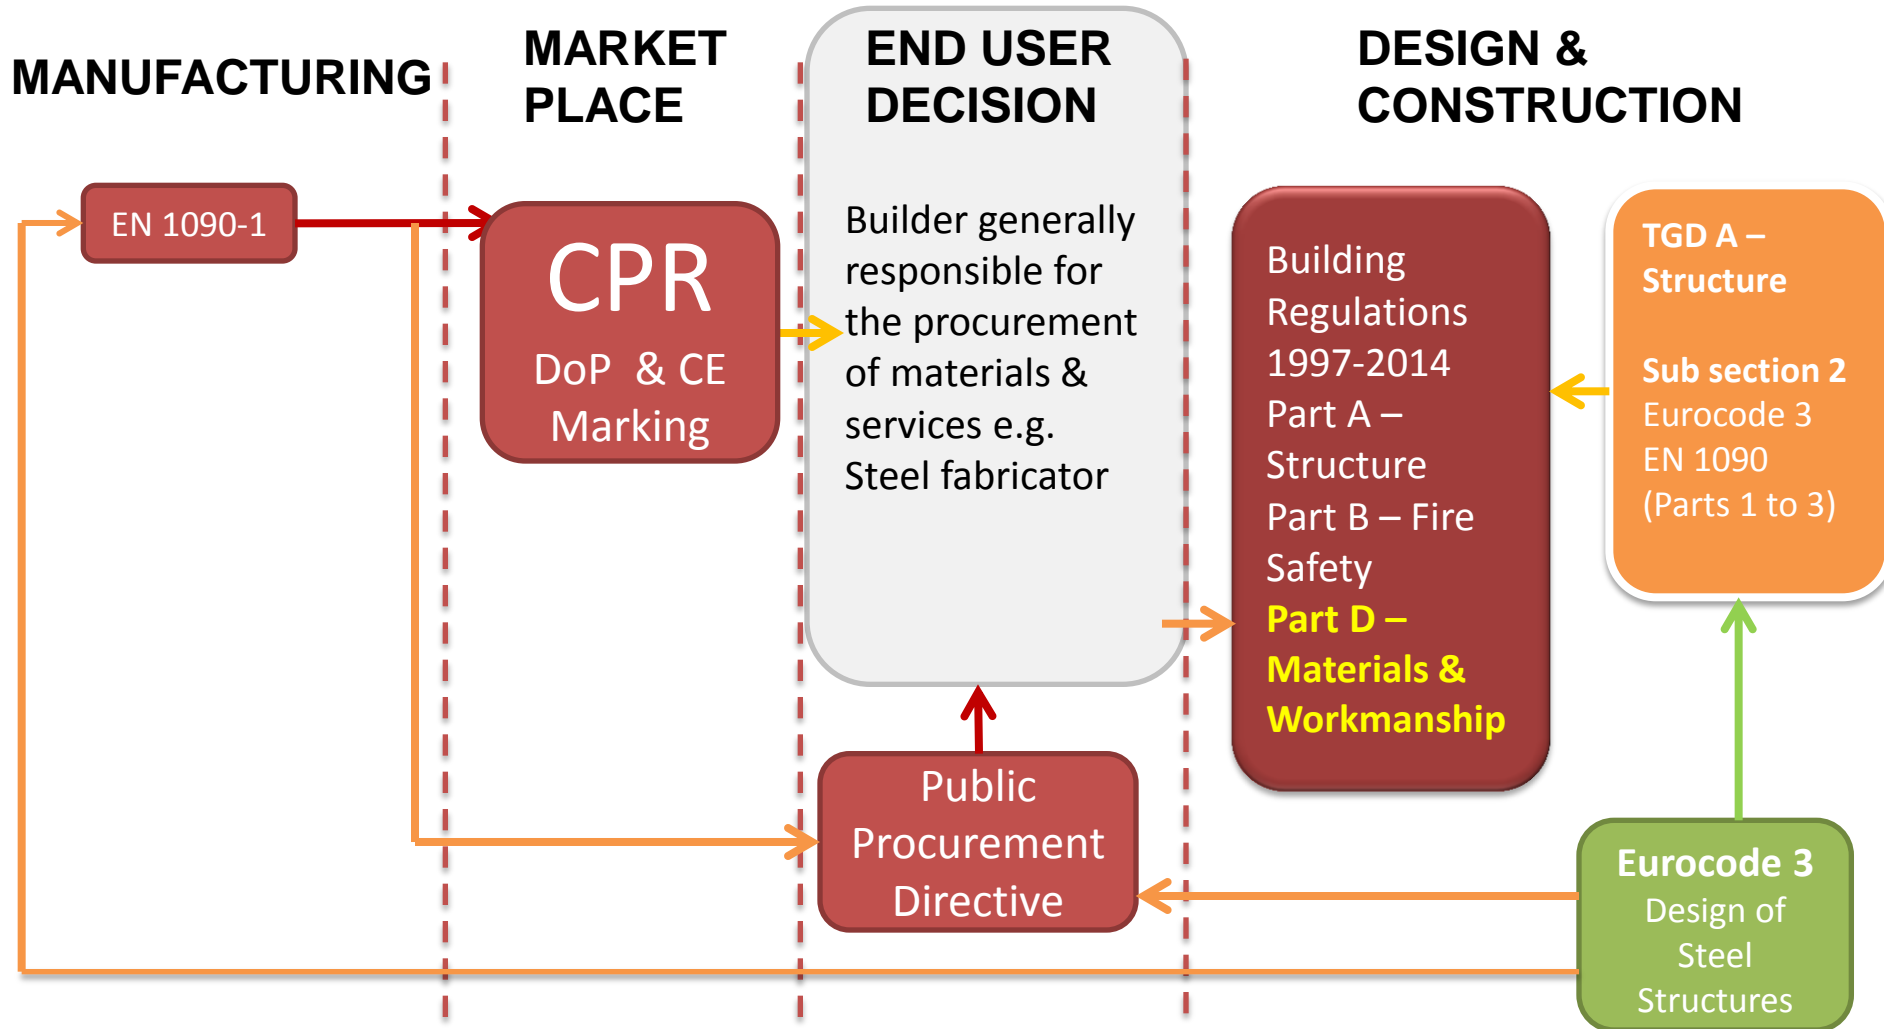 MANUFACTURING
MARKET
PLACE
END USER
DECISION
DESIGN &
CONSTRUCTION
EN 1090-1
CPR
DoP & CE
Marking
Builder generally
responsible for
the procurement
of materials &
services e.g.
Steel fabricator
Building
Regulations
1997-2014
Part A –
Structure
Part B – Fire
Safety
Part D –
Materials &
Workmanship
TGD A –
Structure
Sub section 2
Eurocode 3
EN 1090
(Parts 1 to 3)
Public
Procurement
Directive
Eurocode 3
Design of
Steel
Structures